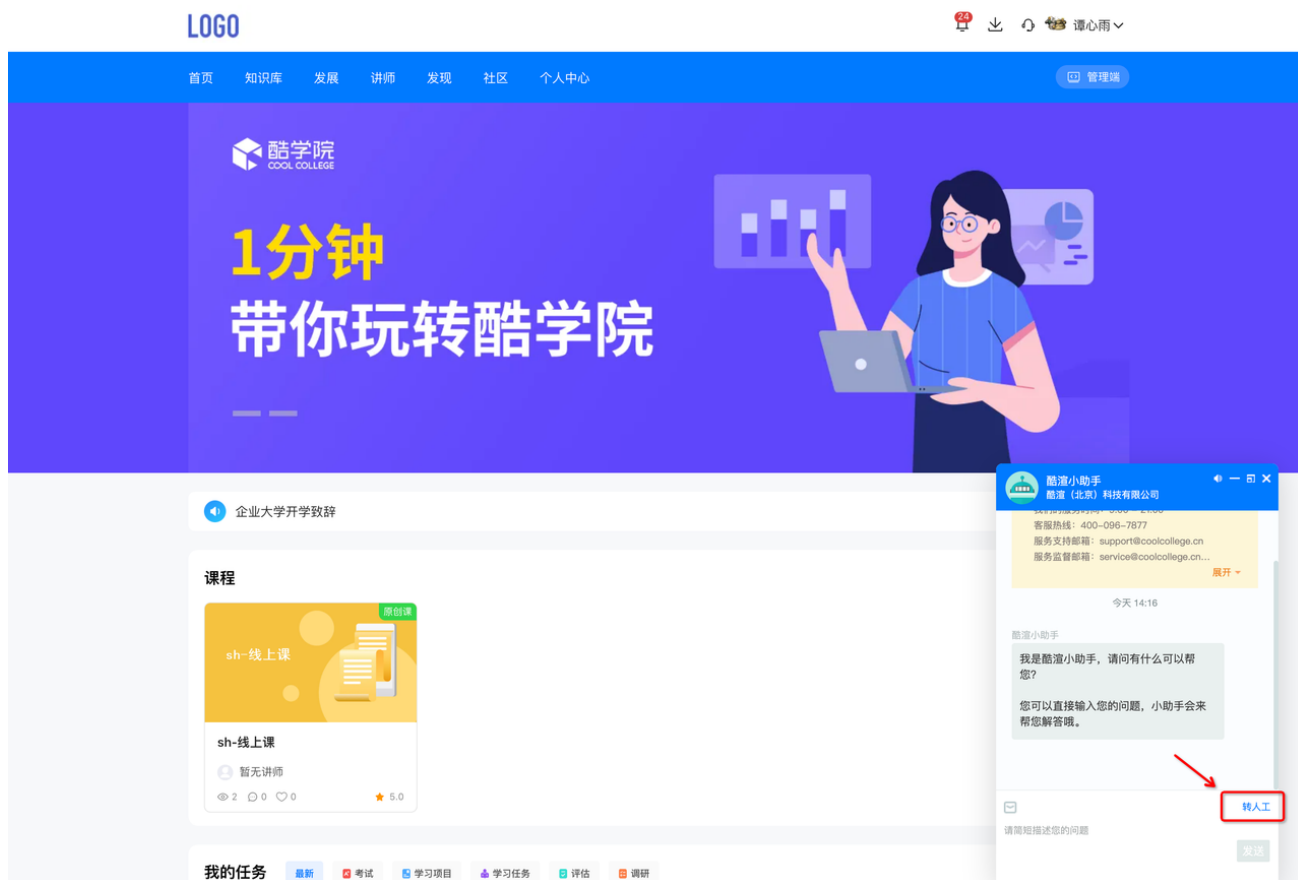 LOGO
24
谭心雨
首页 知识库 发展 讲师 发现 社区 个人中心
管理端
酷学院
COOL COLLEGE
1分钟
带你玩转酷学院
企业大学开学致辞
课程
原创课
sh-线上课
sh-线上课
暂无讲师
2 0 0 5.0
我的任务 最新 考试 学习项目 学习任务 评估 调研
酷渲小助手
酷渲（北京）科技有限公司
客服热线：400-096-7877
服务支持邮箱：support@coolcollege.cn
服务监督邮箱：service@coolcollege.cn...
展开
今天 14:16
酷渲小助手
我是酷渲小助手，请问有什么可以帮
您?
您可以直接输入您的问题，小助手会来
帮您解答哦。
转人工
请简短描述您的问题
发送